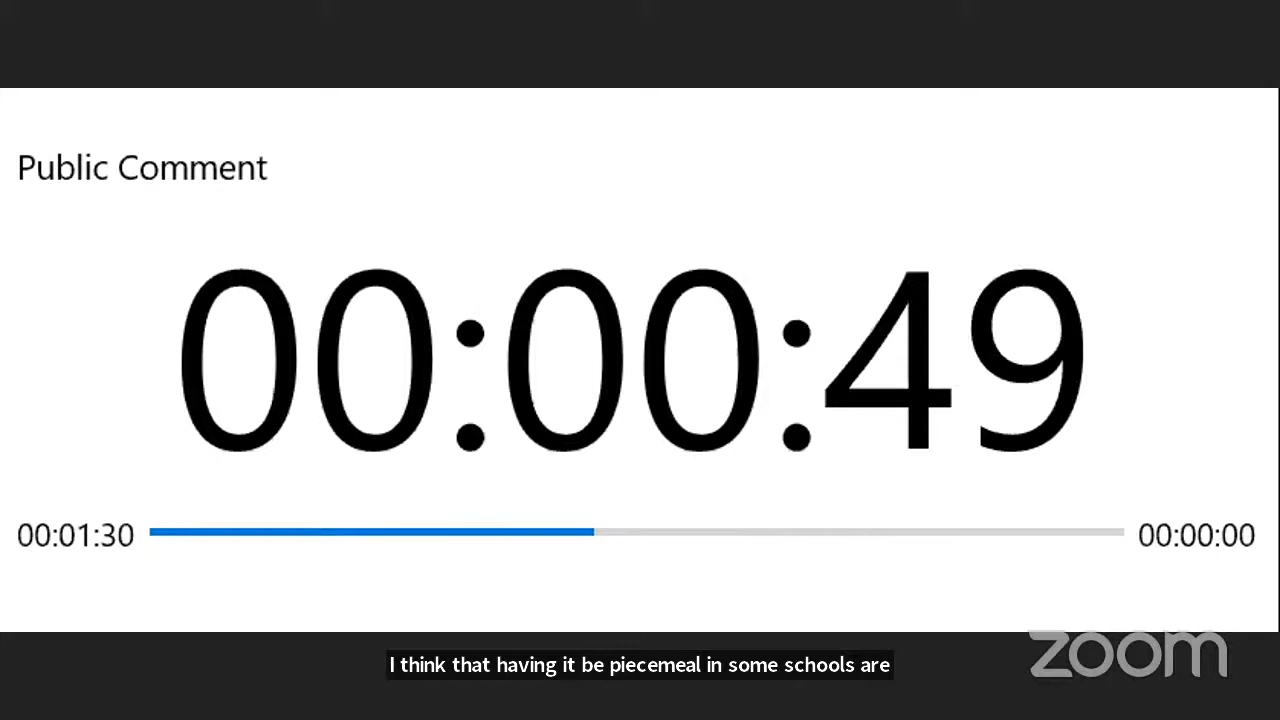 Public Comment
00:00:49
00:01:30
00:00:00
zoom
I think that having it be piecemeal in some schools are